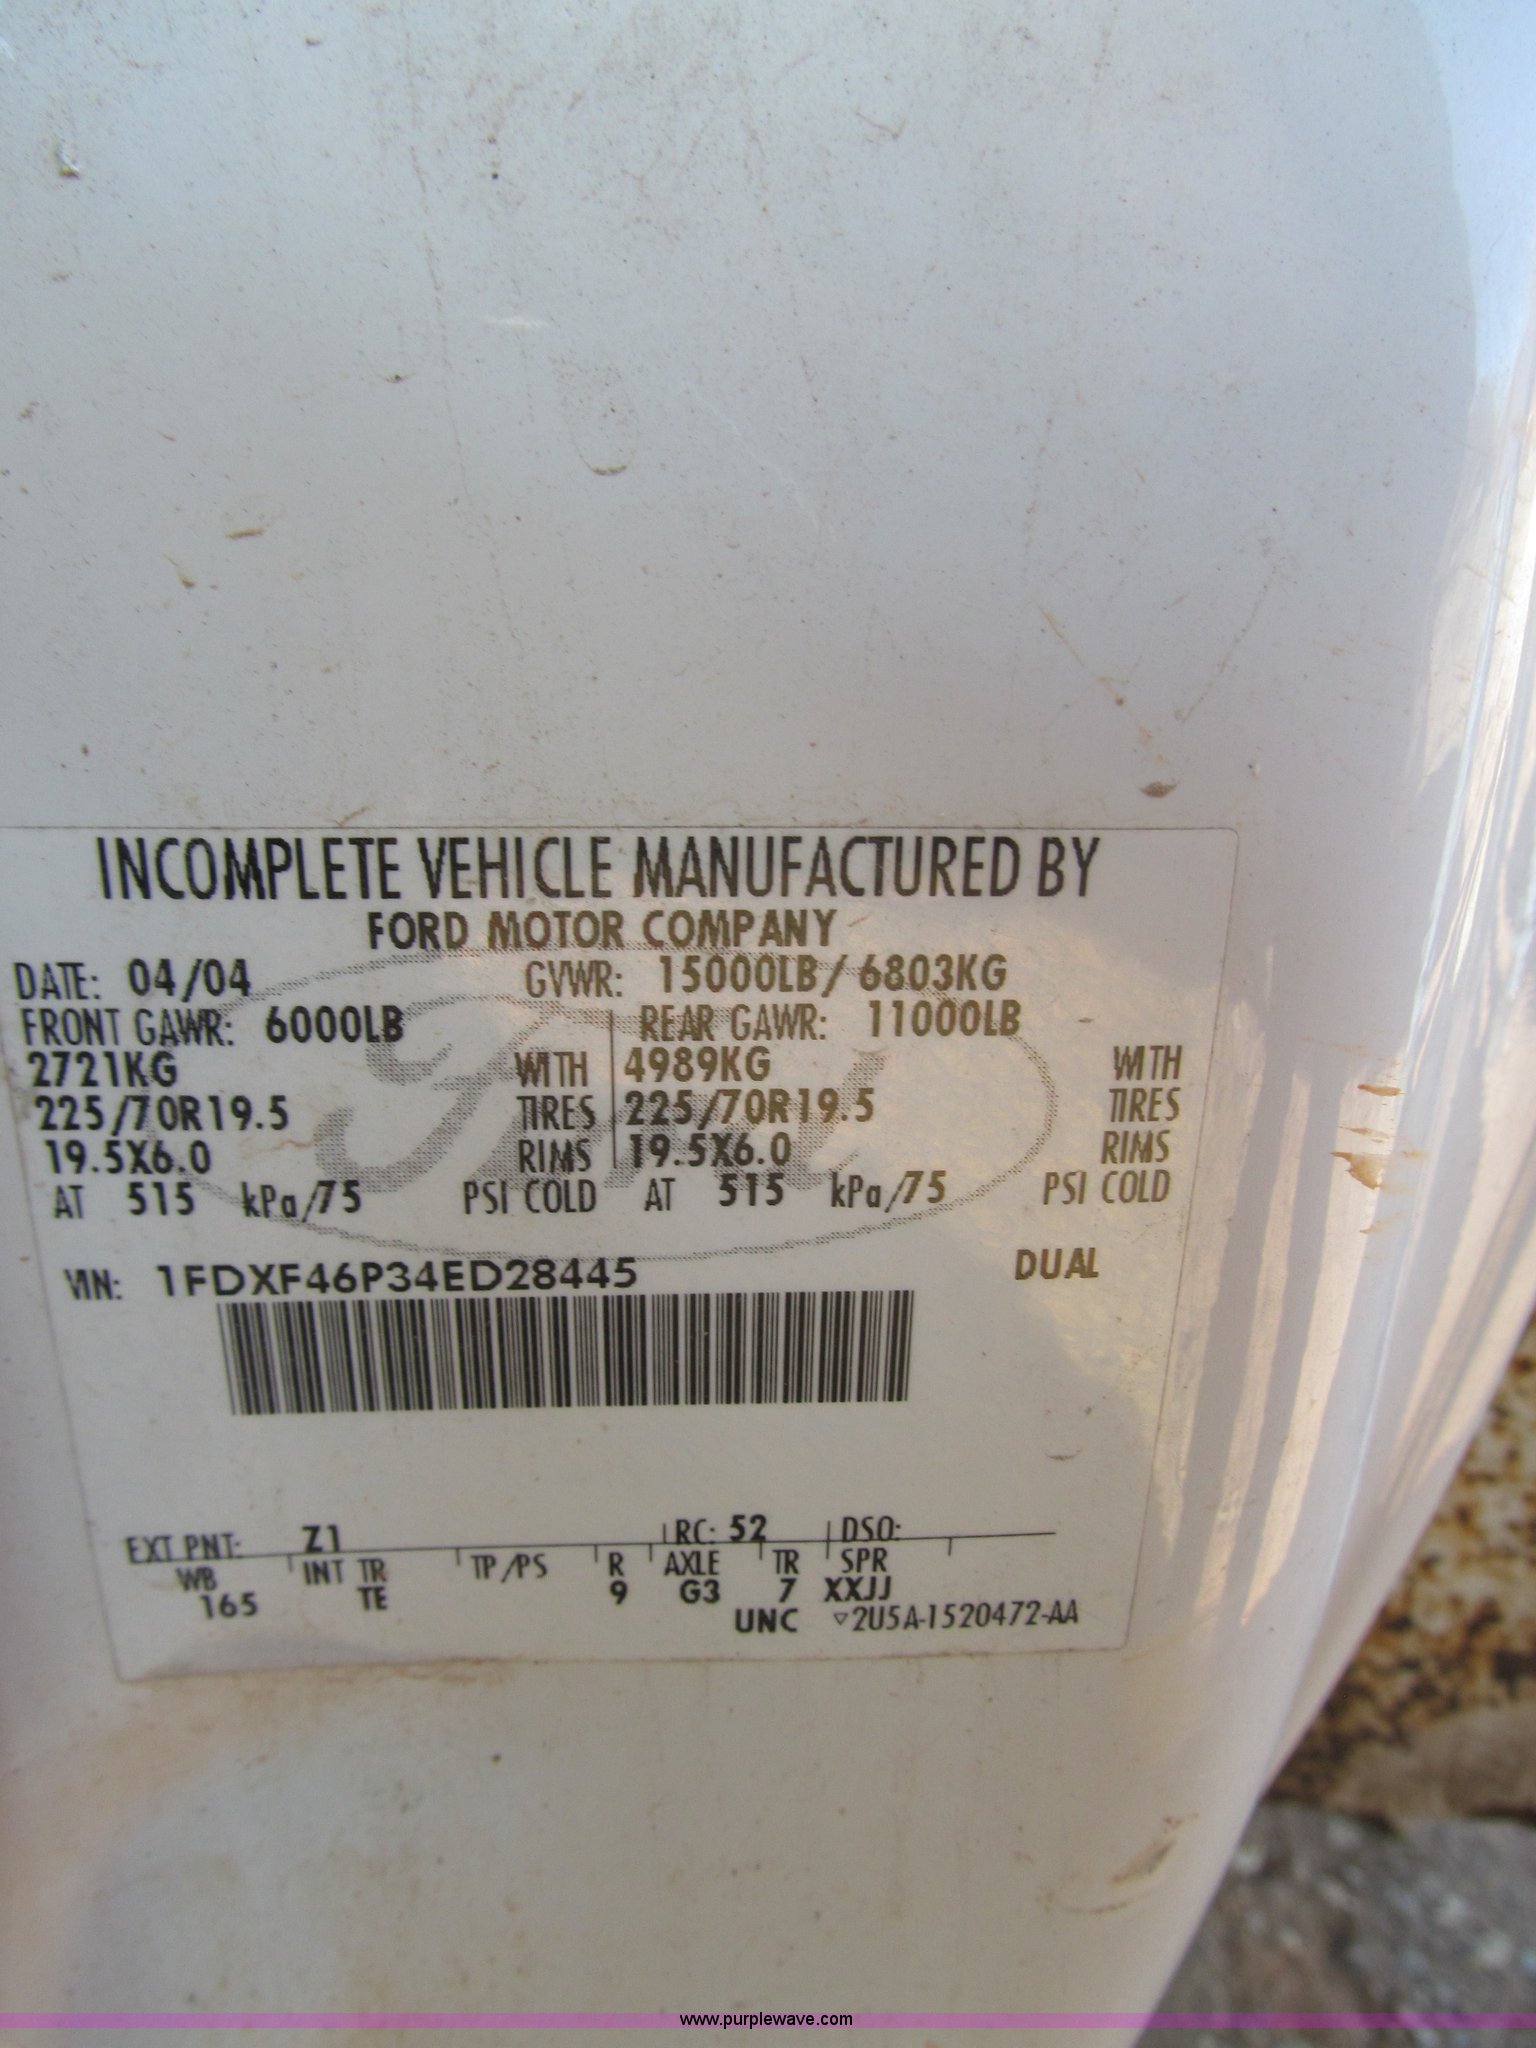 INCOMPLETE VEHICLE MANUFACTURED BY
FORD MOTOR COMPANY
DATE: 04/04 GVWR: 15000LB/ 6803KG
FRONT GAWR: 6000LB REAR GAWR: 11000LB
2721KG WITH 4989KG WITH
225/70R19.5 TIRES 225/70R19.5 TIRES
19.5X6.0 RIMS 19.5X6.0 RIMS
AT 515 kPa/75 PSI COLD AT 515 kPa/75 PSI COLD
VIN: 1FDXF46P34ED28445 DUAL
EXT PNT: Z1 RC: 52 DSO:
WB INT TR TP/PS R AXLE TR SPR
165 TE 9 G3 7 XXJJ
UNC ▽2U5A-1520472-AA
Ford
www.purplewave.com